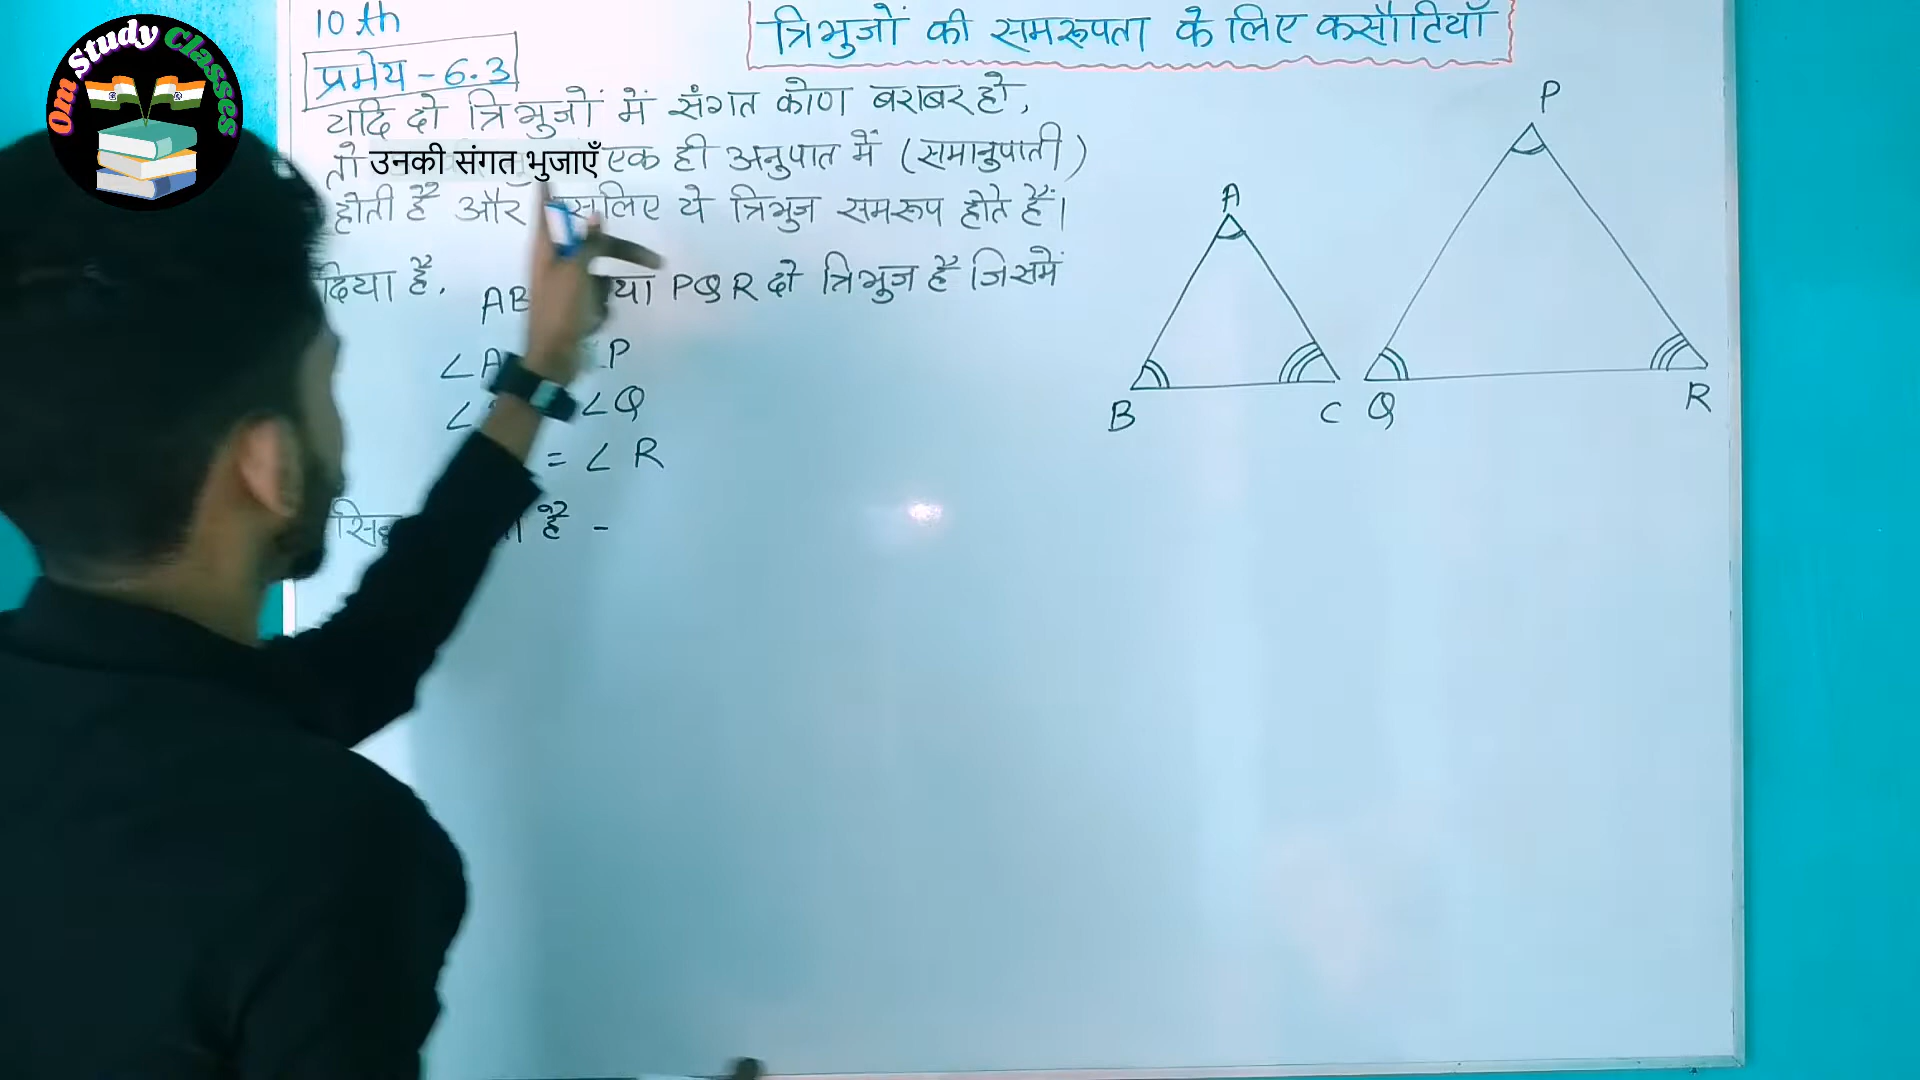 Om Study Classes
10 th
त्रिभुजों की समरूपता के लिए कसौटियाँ
प्रमेय - 6.3
यदि दो त्रिभुजों में संगत कोण बराबर हो,
तो उनकी संगत भुजाएँ एक ही अनुपात में (समानुपाती)
होती हैं और इसलिए ये त्रिभुज समरूप होते हैं।
दिया है. AB PQR दो त्रिभुज हैं जिसमें
∠A ∠P
∠ ∠Q
= ∠R
है -
A
B
C
P
Q
R